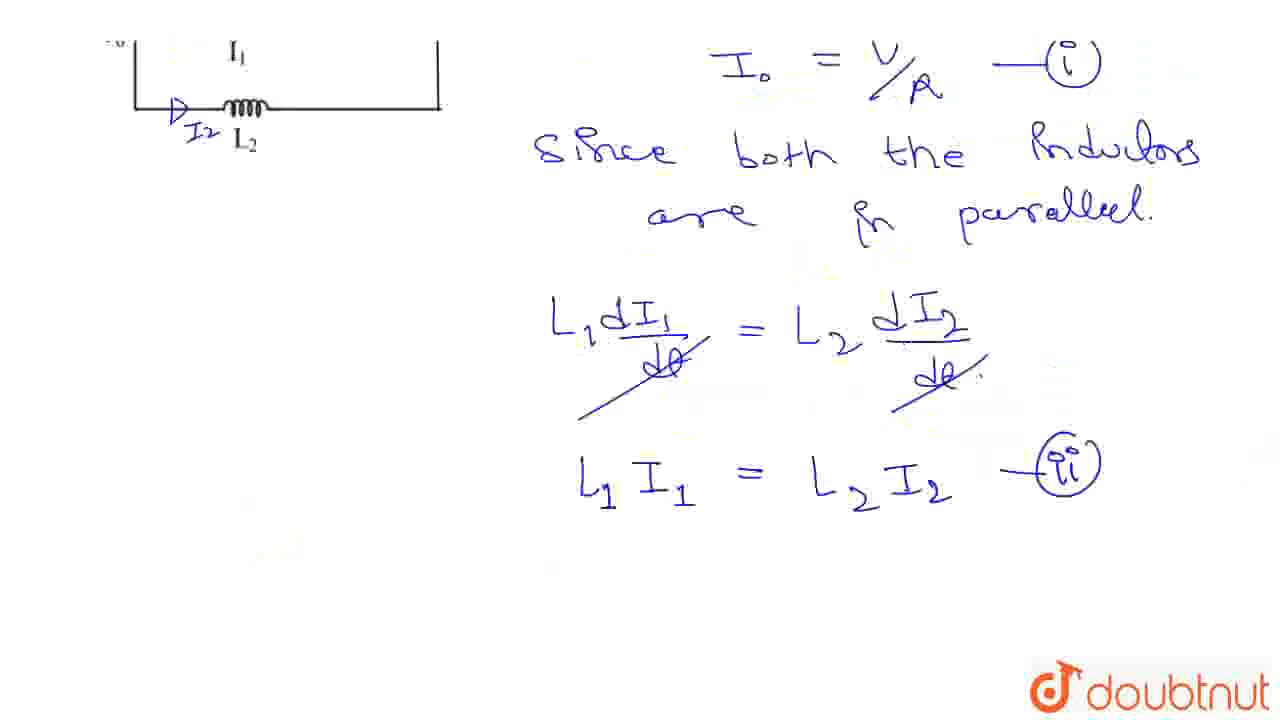 I₁
I2
L₂
I₀ = V/R — (i)
Since both the inductors
are in parallel.
L₁ dI₁/dt = L₂ dI₂/dt
L₁ I₁ = L₂ I₂ — (ii)
doubtnut